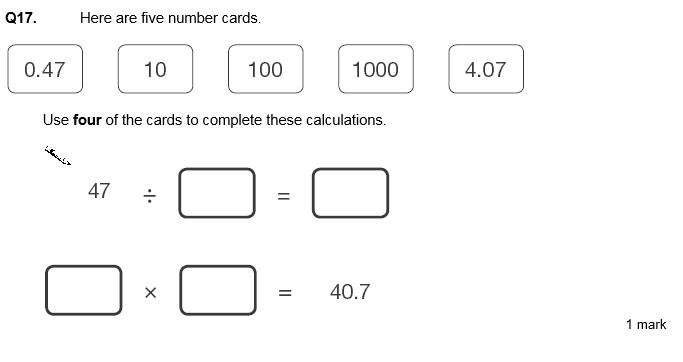 Q17. Here are five number cards.
0.47 10 100 1000 4.07
Use four of the cards to complete these calculations.
47 ÷ =
× = 40.7
1 mark